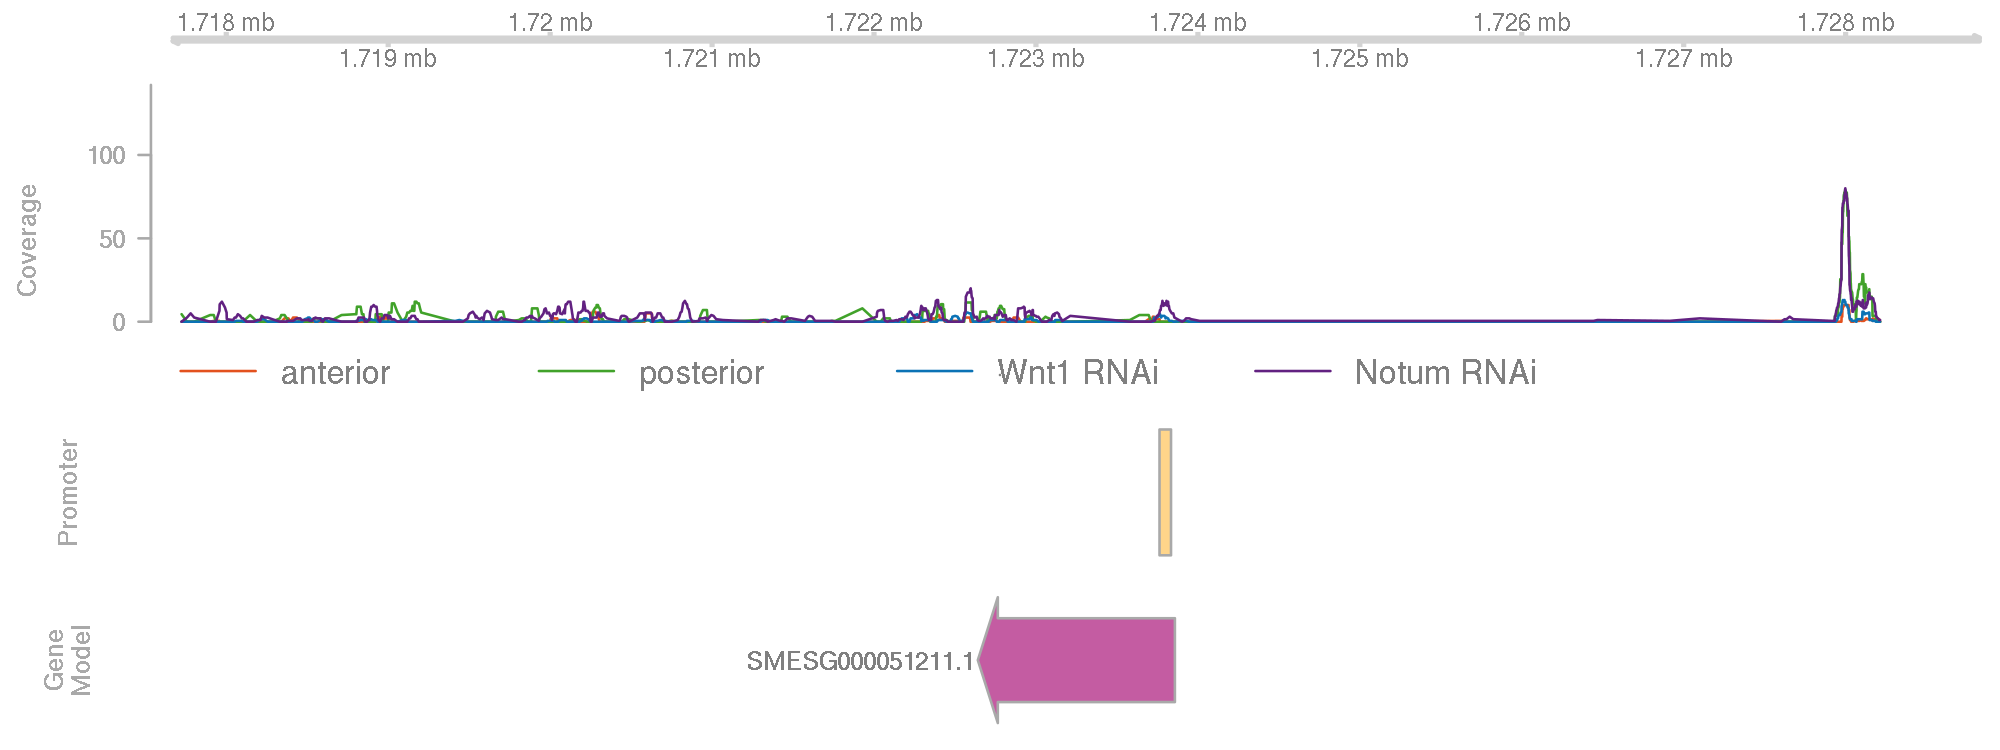 1.718 mb 1.72 mb 1.722 mb 1.724 mb 1.726 mb 1.728 mb
1.719 mb 1.721 mb 1.723 mb 1.725 mb 1.727 mb
Coverage
100
50
0
anterior posterior Wnt1 RNAi Notum RNAi
Promoter
Gene
Model
SMESG000051211.1